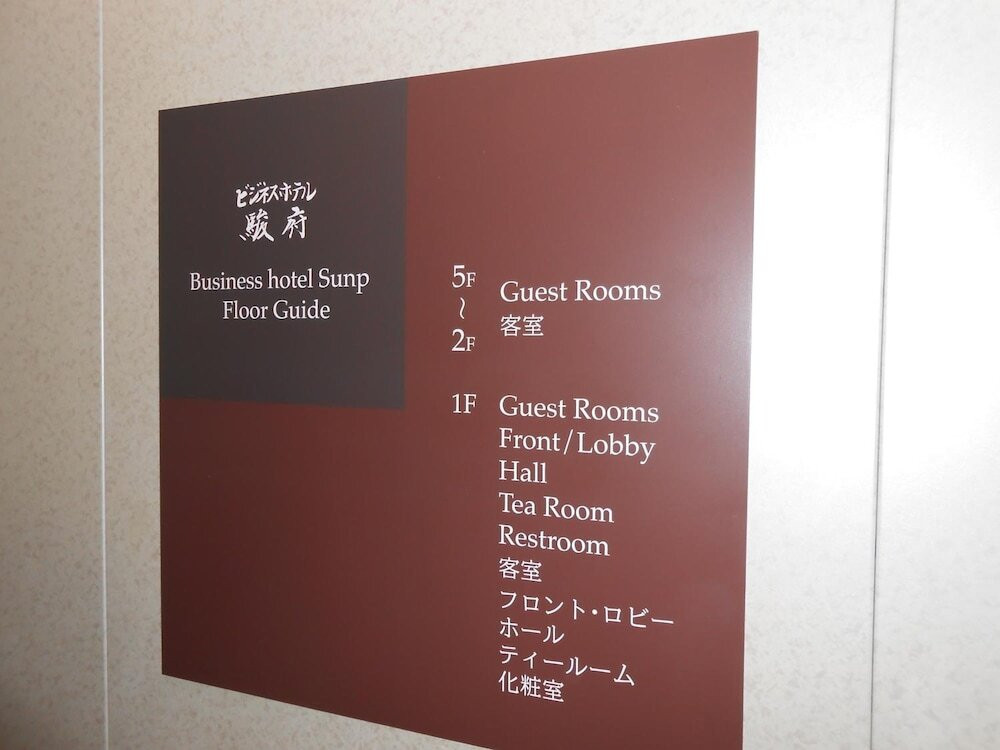 ビジネスホテル
駿府
Business hotel Sunp
Floor Guide
5F
~
2F
Guest Rooms
客室
1F
Guest Rooms
Front/Lobby
Hall
Tea Room
Restroom
客室
フロント・ロビー
ホール
ティールーム
化粧室